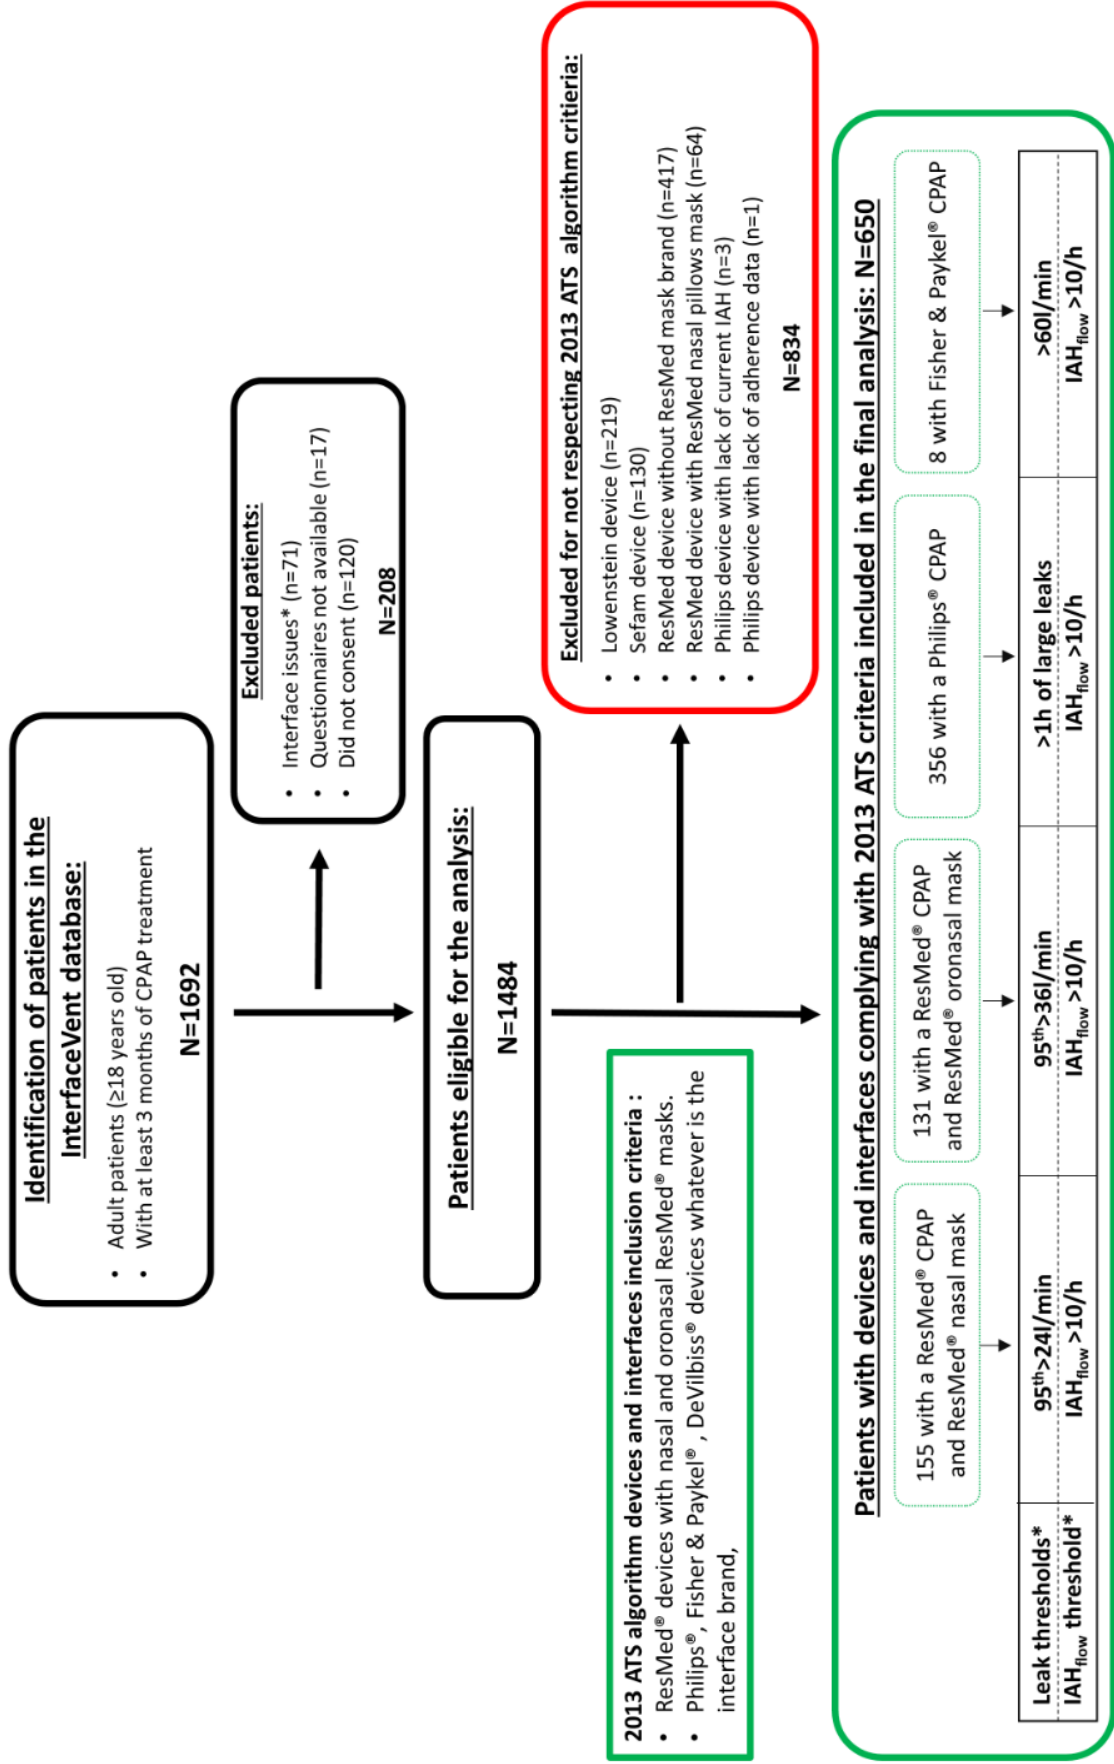 Identification of patients in the
InterfaceVent database:
• Adult patients (≥18 years old)
• With at least 3 months of CPAP treatment
N=1692
Excluded patients:
• Interface issues* (n=71)
• Questionnaires not available (n=17)
• Did not consent (n=120)
N=208
Patients eligible for the analysis:
N=1484
2013 ATS algorithm devices and interfaces inclusion criteria :
• ResMed® devices with nasal and oronasal ResMed® masks.
• Philips®, Fisher & Paykel® , DeVilbiss® devices whatever is the
interface brand,
Excluded for not respecting 2013 ATS algorithm critieria:
• Lowenstein device (n=219)
• Sefam device (n=130)
• ResMed device without ResMed mask brand (n=417)
• ResMed device with ResMed nasal pillows mask (n=64)
• Philips device with lack of current IAH (n=3)
• Philips device with lack of adherence data (n=1)
N=834
Patients with devices and interfaces complying with 2013 ATS criteria included in the final analysis: N=650
155 with a ResMed® CPAP
and ResMed® nasal mask
131 with a ResMed® CPAP
and ResMed® oronasal mask
356 with a Philips® CPAP
8 with Fisher & Paykel® CPAP
Leak thresholds* 95th>24l/min 95th>36l/min >1h of large leaks >60l/min
IAHflow threshold* IAHflow >10/h IAHflow >10/h IAHflow >10/h IAHflow >10/h